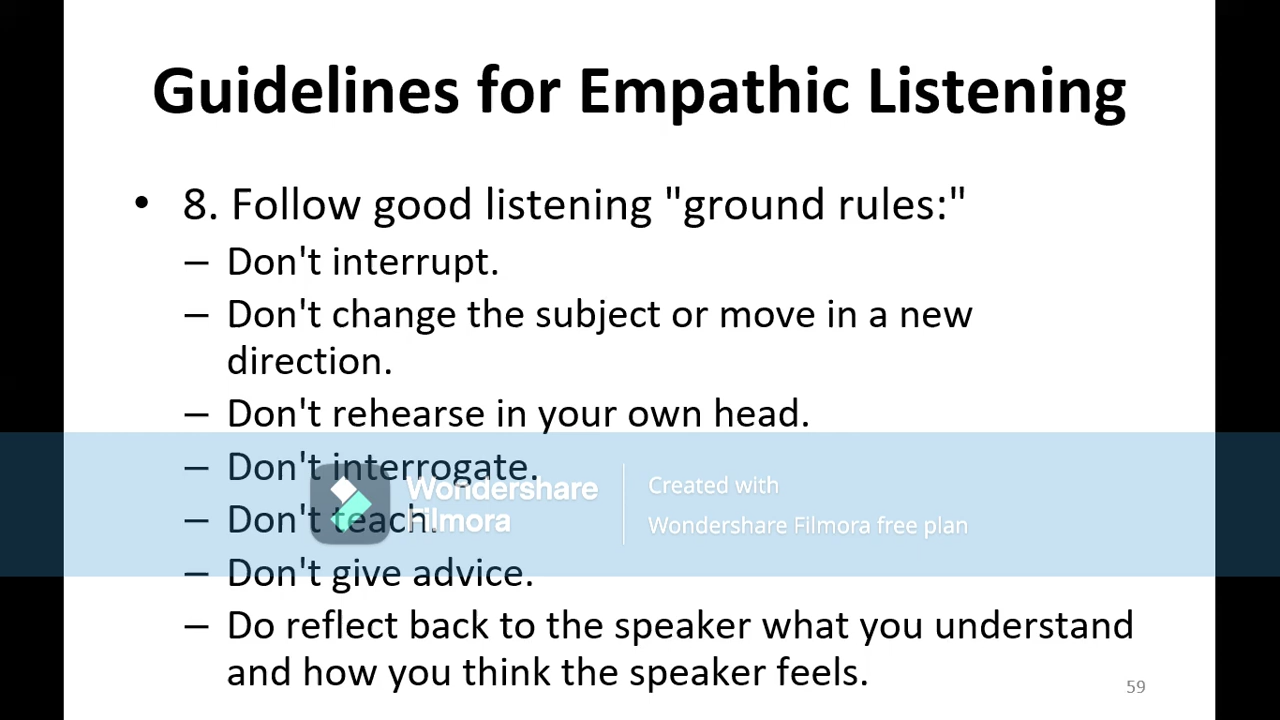 Guidelines for Empathic Listening
• 8. Follow good listening "ground rules:"
– Don't interrupt.
– Don't change the subject or move in a new
direction.
– Don't rehearse in your own head.
– Don't interrogate.
– Don't teach.
– Don't give advice.
– Do reflect back to the speaker what you understand
and how you think the speaker feels.
Wondershare
Filmora
Created with
Wondershare Filmora free plan
59